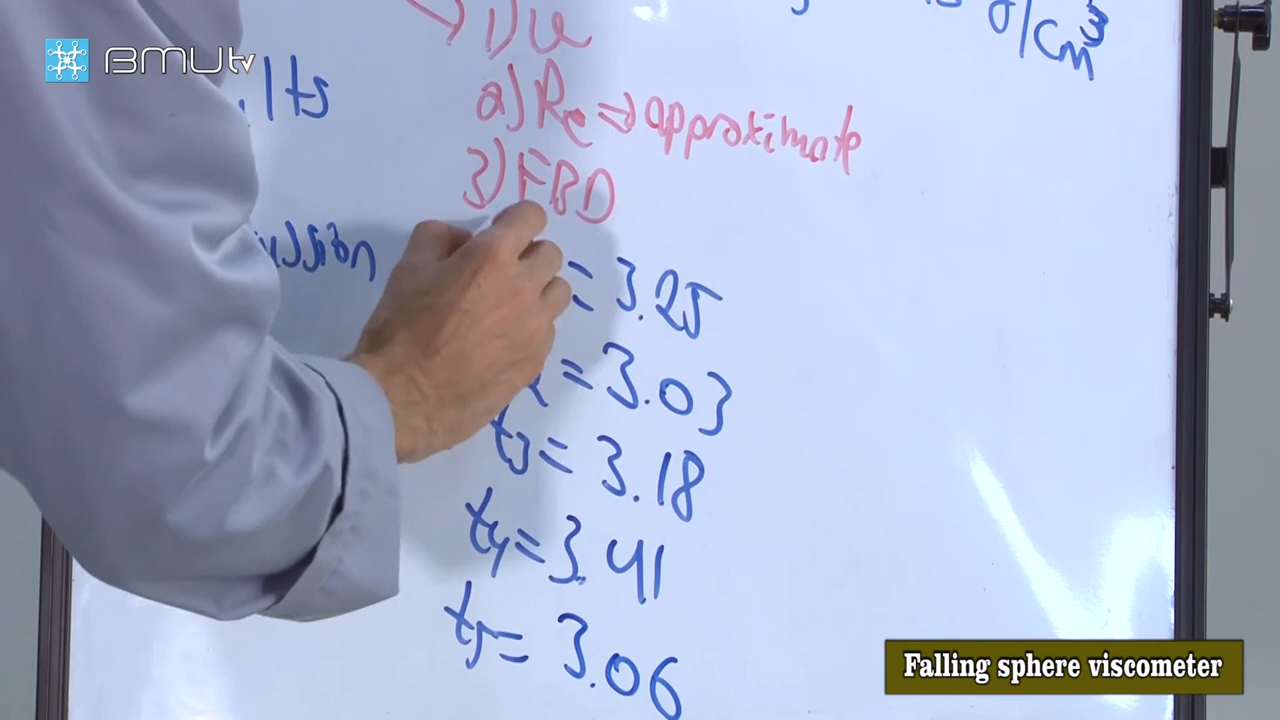 BMUtv
g/cm³
1)
2) Re ⇒ approximate
3) FBD
= 3.25
= 3.03
t3 = 3.18
t4 = 3.41
t5 = 3.06
Falling sphere viscometer